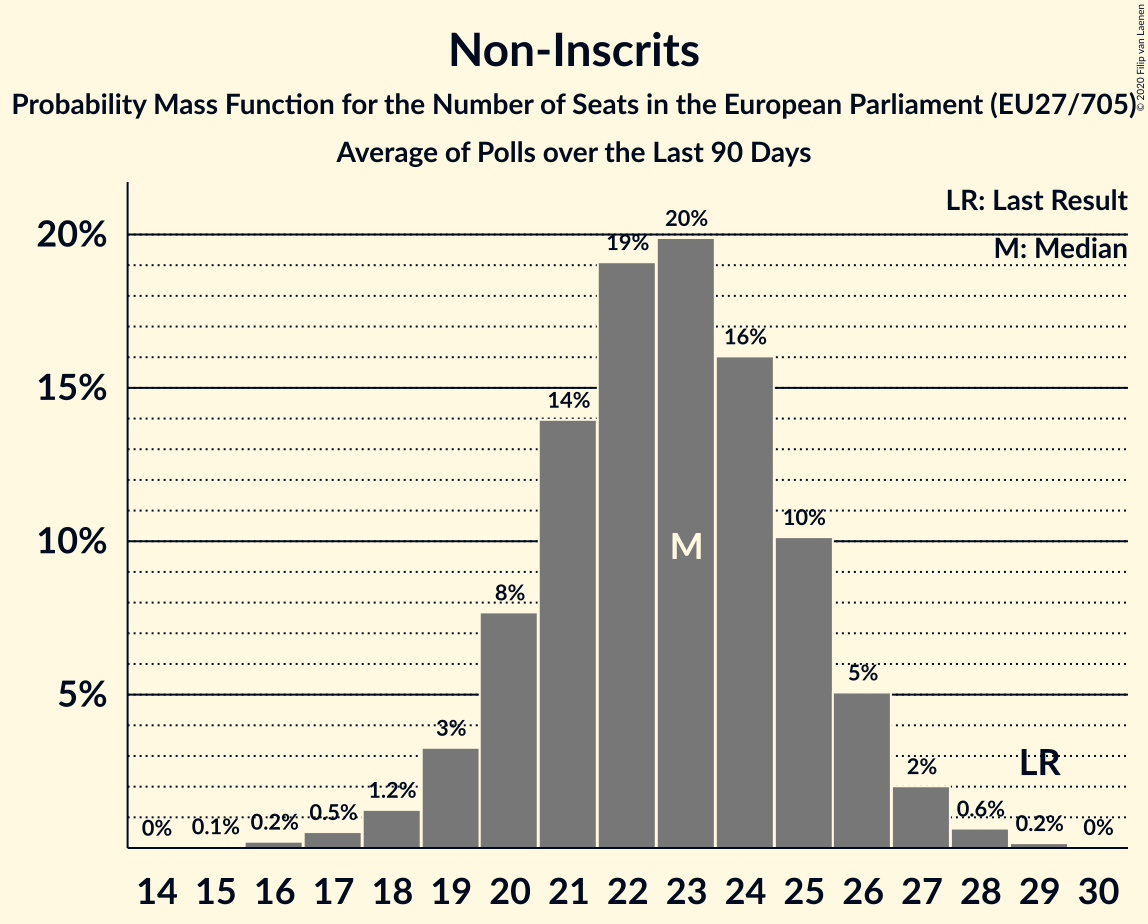 Non-Inscrits
Probability Mass Function for the Number of Seats in the European Parliament (EU27/705)
Average of Polls over the Last 90 Days
© 2020 Filip van Laenen
LR: Last Result
M: Median
20%
15%
10%
5%
0%
0.1%
0.2%
0.5%
1.2%
3%
8%
14%
19%
20%
16%
10%
5%
2%
0.6%
0.2%
0%
M
LR
14 15 16 17 18 19 20 21 22 23 24 25 26 27 28 29 30